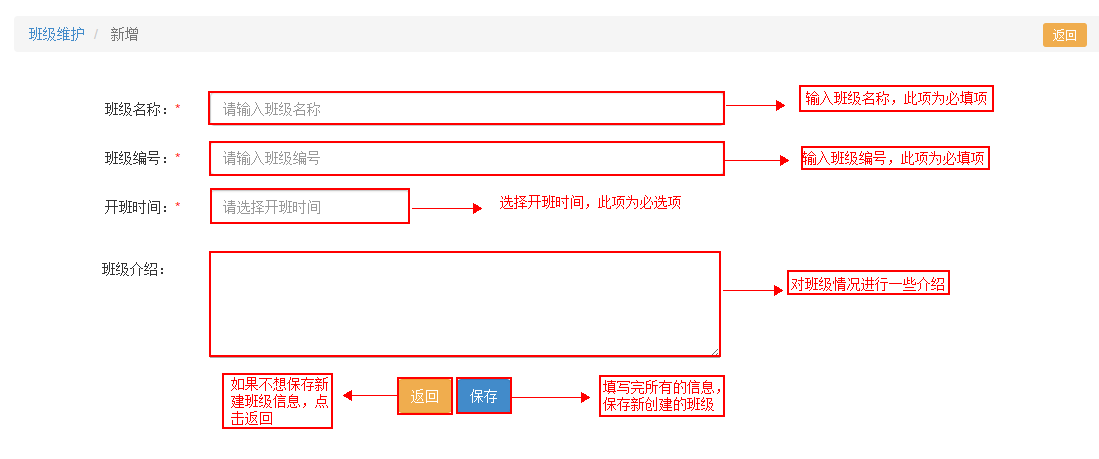 班级维护 / 新增
返回
班级名称：*
请输入班级名称
输入班级名称，此项为必填项
班级编号：*
请输入班级编号
输入班级编号，此项为必填项
开班时间：*
请选择开班时间
选择开班时间，此项为必选项
班级介绍：
对班级情况进行一些介绍
如果不想保存新
建班级信息，点
击返回
返回
保存
填写完所有的信息，
保存新创建的班级